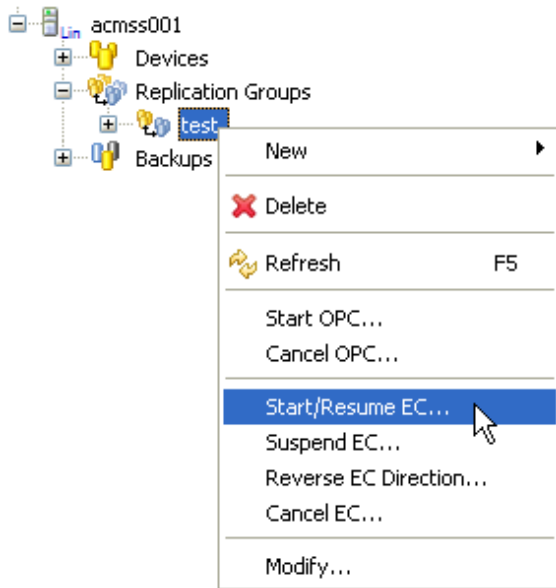 Lin acmss001
Devices
Replication Groups
test
Backups
New
Delete
Refresh F5
Start OPC...
Cancel OPC...
Start/Resume EC...
Suspend EC...
Reverse EC Direction...
Cancel EC...
Modify...